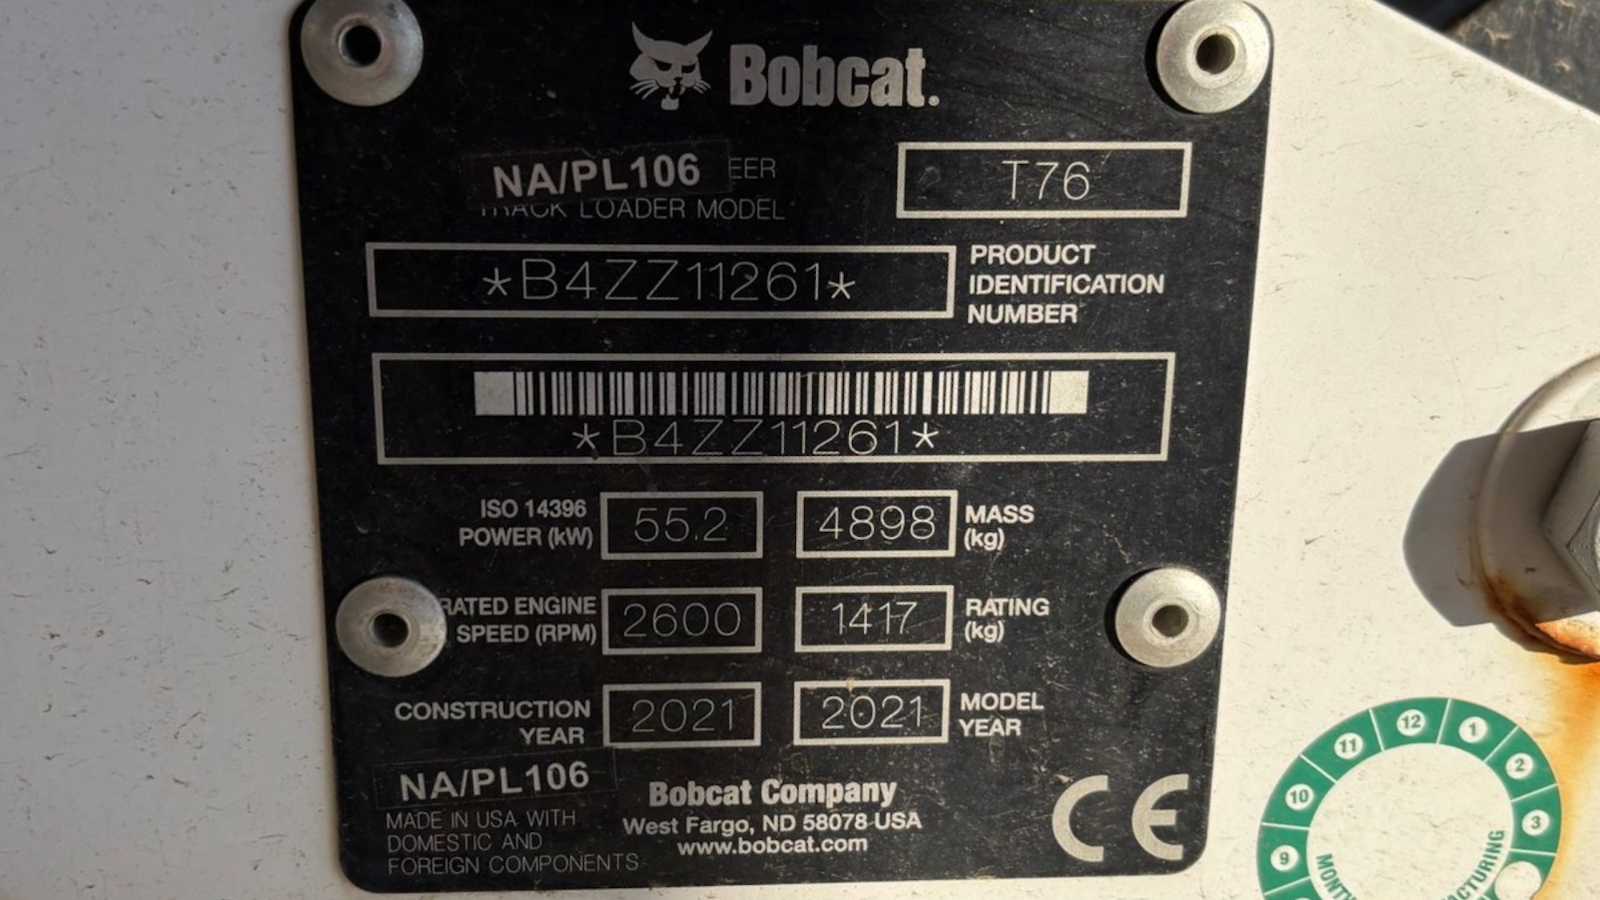 Bobcat.
NA/PL106 EER
TRACK LOADER MODEL
T76
*B4ZZ11261*
PRODUCT
IDENTIFICATION
NUMBER
*B4ZZ11261*
ISO 14396
POWER (kW)
55.2
4898
MASS
(kg)
RATED ENGINE
SPEED (RPM)
2600
1417
RATING
(kg)
CONSTRUCTION
YEAR
2021
2021
MODEL
YEAR
NA/PL106
MADE IN USA WITH
DOMESTIC AND
FOREIGN COMPONENTS
Bobcat Company
West Fargo, ND 58078 USA
www.bobcat.com
CE
9 10 11 12 1 2 3
MONTH